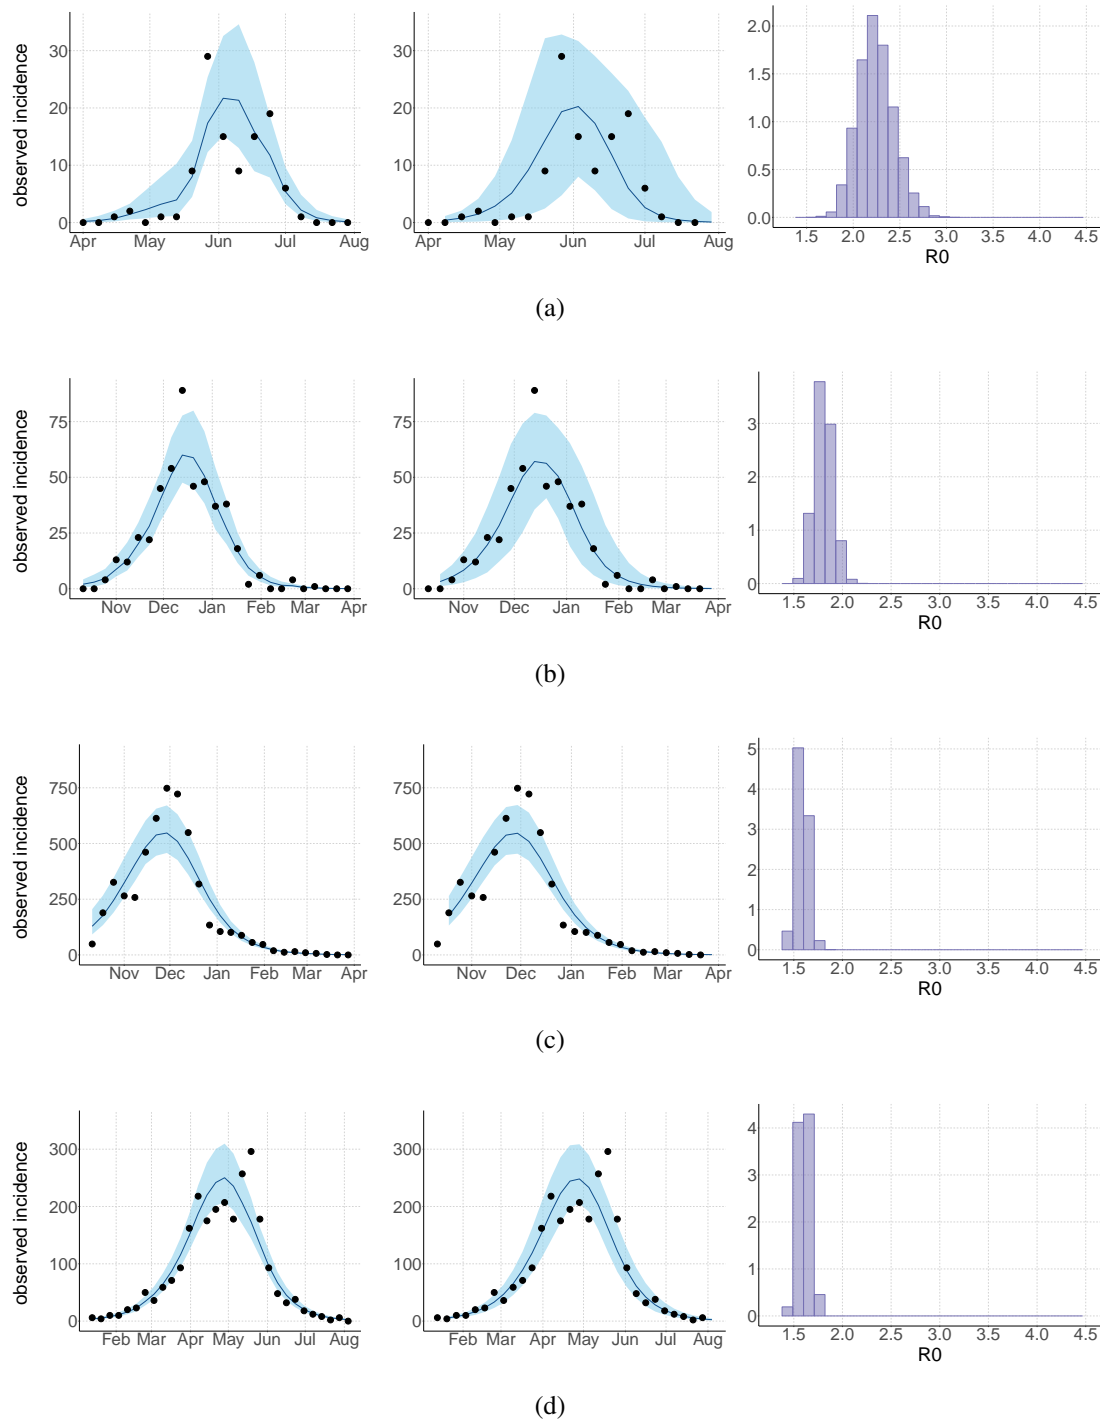 observed incidence
30
20
10
0
Apr May Jun Jul Aug
30
20
10
0
Apr Jun Jul Aug
2.0
1.5
1.0
0.5
0.0
1.5 2.0 2.5 3.0 3.5 4.0 4.5
R0
(a)
observed incidence
75
50
25
0
Nov Dec Jan Feb Mar Apr
75
50
25
0
Nov Dec Jan Feb Mar Apr
3
2
1
0
1.5 2.0 3.0 2.5 3.5 4.0 4.5
R0
(b)
observed incidence
750
500
250
0
Nov Dec Jan Feb Mar Apr
750
500
250
0
Nov Dec Jan Feb Mar Apr
5
4
3
2
1
0
1.5 2.0 3.0 2.5 3.5 4.0 4.5
R0
(c)
observed incidence
300
200
100
0
Feb Mar Apr May Jun Jul Aug
300
200
100
0
Feb Mar Apr May Jun Jul Aug
4
3
2
1
0
1.5 2.0 3.0 2.5 3.5 4.0 4.5
R0
(d)